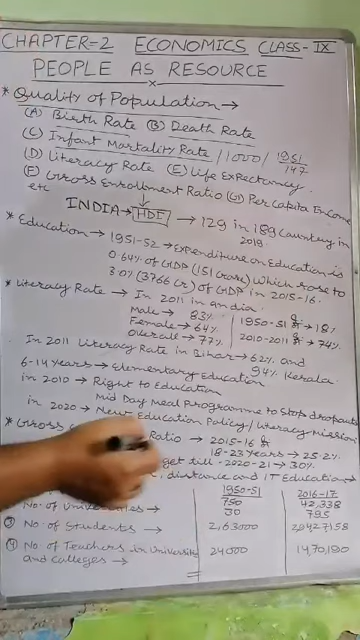 CHAPTER=2 ECONOMICS CLASS-IX
PEOPLE AS RESOURCE
* Quality of Population →
(A) Birth Rate (B) Death Rate
(C) Infant Mortality Rate /1000/ 1951/147
(D) Literacy Rate (E) Life Expectancy.
(F) Gross Enrollment Ratio (G) Per Capita Income
etc
INDIA → HDI → 129 in 189 Country in
2018.
* Education → 1951-52 → Expenditure on Education is
0.64% of GDP (151 crore) which rose to
3.0% (3766 Cr) of GDP in 2015-16.
* Literacy Rate → In 2011 in India.
Male → 83%
Female → 64%
Overall → 77%
1950-51 → 18%
2010-2011 → 74%
In 2011 Literacy Rate in Bihar → 62% and
94% Kerala.
6-14 Years → Elementary Education
in 2010 → Right to Education
Mid Day Meal Programme to Stop dropouts
in 2020 → New Education Policy / Literacy Mission
* Gross Ratio → 2015-16
18-23 Years → 25.2%
get till - 2020-21 → 30%
distance and IT Education →
1950-51 2016-17
750 42,338
No. of Universities → 30 795
③ No. of Students → 2,63000 2,9427158
④ No. of Teachers in University
and Colleges → 24000 14,70,190